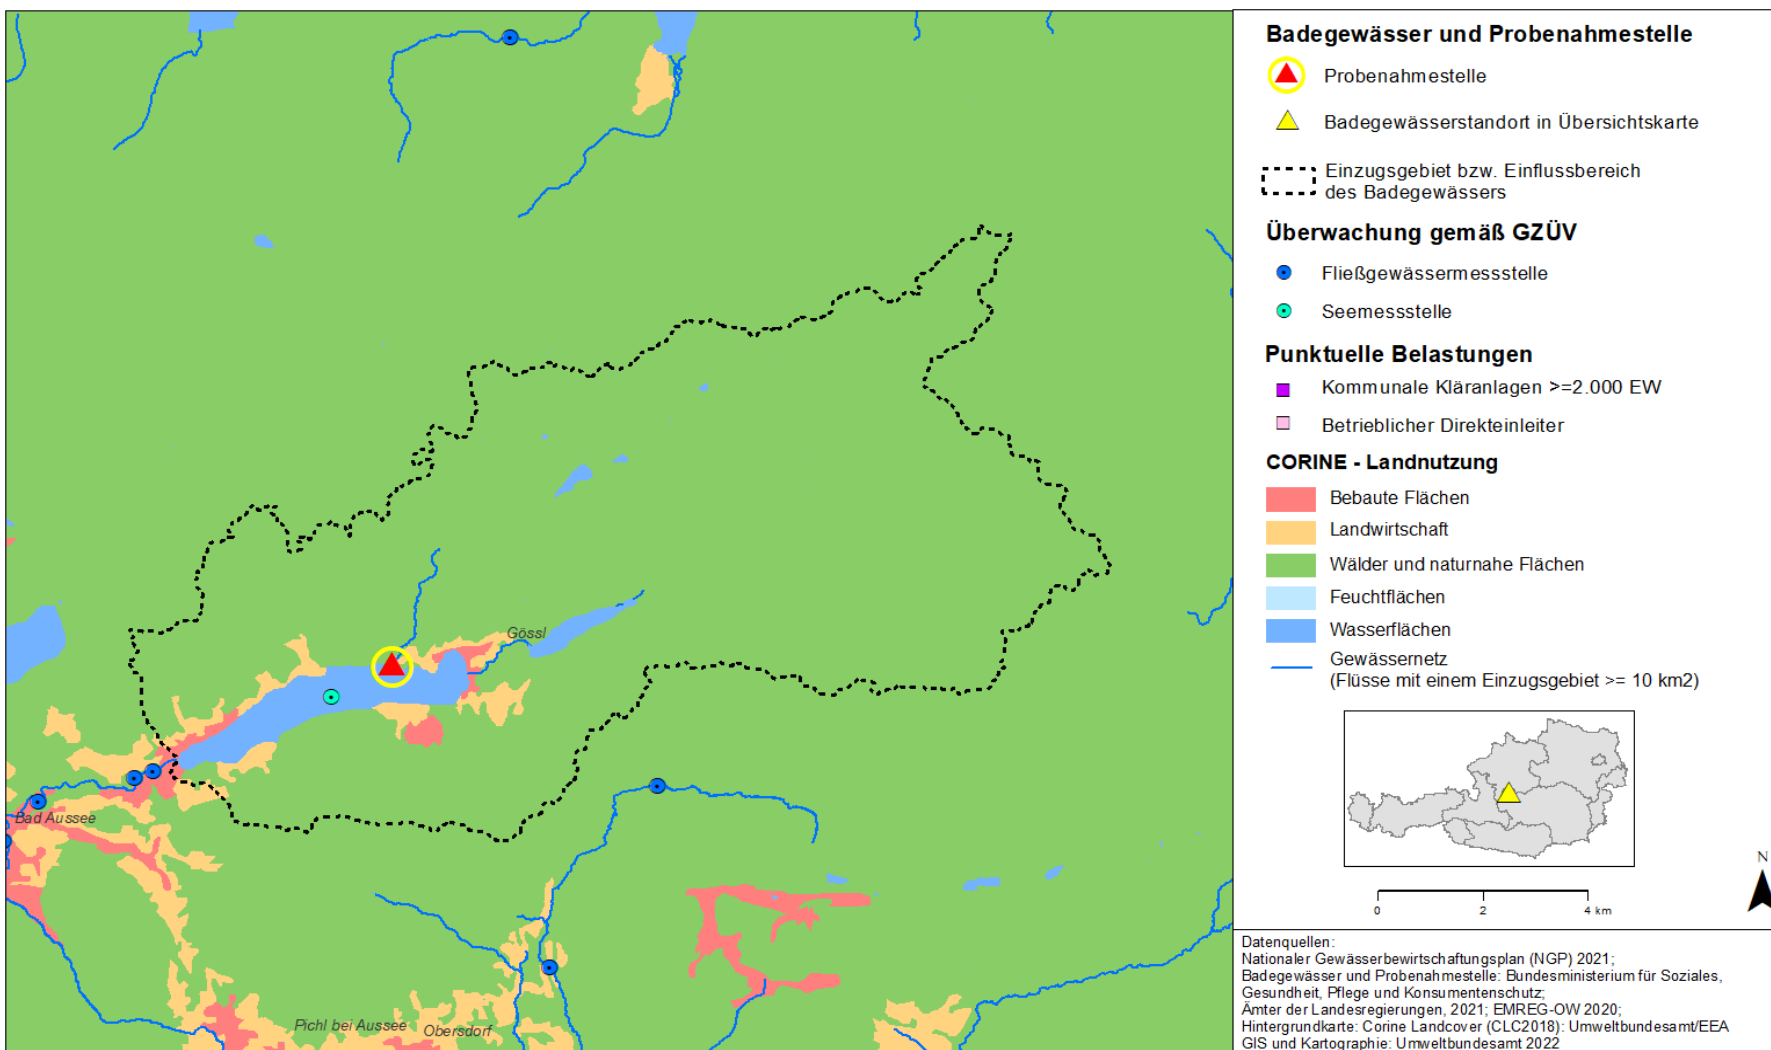 Gössl
Bad Aussee
Pichl bei Aussee
Obersdorf
Badegewässer und Probenahmestelle
Probenahmestelle
Badegewässerstandort in Übersichtskarte
Einzugsgebiet bzw. Einflussbereich
des Badegewässers
Überwachung gemäß GZÜV
Fließgewässermessstelle
Seemessstelle
Punktuelle Belastungen
Kommunale Kläranlagen >=2.000 EW
Betrieblicher Direkteinleiter
CORINE - Landnutzung
Bebaute Flächen
Landwirtschaft
Wälder und naturnahe Flächen
Feuchtflächen
Wasserflächen
Gewässernetz
(Flüsse mit einem Einzugsgebiet >= 10 km2)
N
0 2 4 km
Datenquellen:
Nationaler Gewässerbewirtschaftungsplan (NGP) 2021;
Badegewässer und Probenahmestelle: Bundesministerium für Soziales,
Gesundheit, Pflege und Konsumentenschutz;
Ämter der Landesregierungen, 2021; EMREG-OW 2020;
Hintergrundkarte: Corine Landcover (CLC2018): Umweltbundesamt/EEA
GIS und Kartographie: Umweltbundesamt 2022